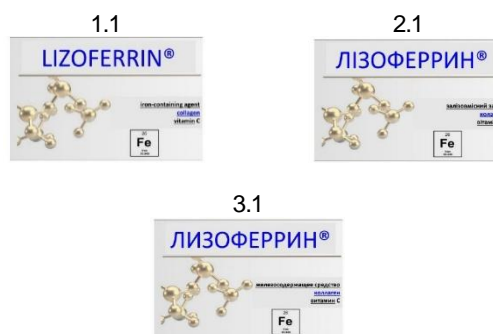 1.1
LIZOFERRIN®
iron-containing agent
collagen
vitamin C
Fe
2.1
ЛІЗОФЕРРИН®
залізовмісний
Fe
3.1
ЛИЗОФЕРРИН®
железосодержащее средство
коллаген
витамин С
Fe